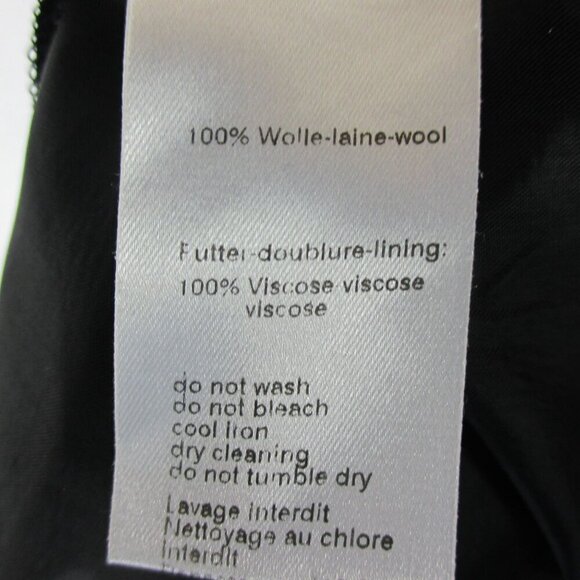 100% Wolle-laine-wool
Futter-doublure-lining:
100% Viscose viscose
viscose
do not wash
do not bleach
cool iron
dry cleaning
do not tumble dry
Lavage interdit
Nettoyage au chlore
interdit